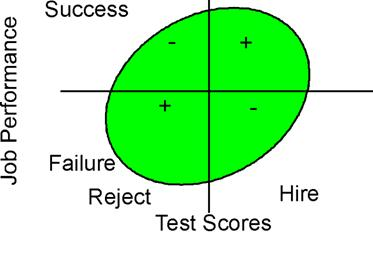 Success
- +
Job Performance
+ -
Failure
Reject
Hire
Test Scores